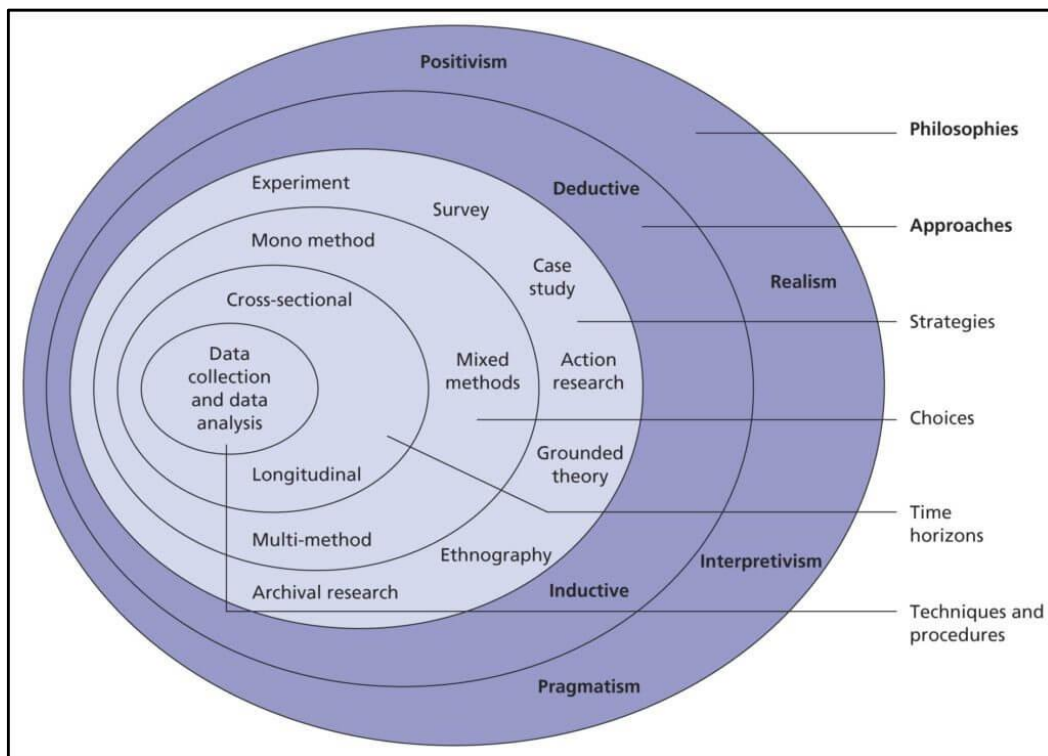 Positivism
Philosophies
Experiment
Deductive
Survey
Approaches
Mono method
Case
study
Realism
Cross-sectional
Strategies
Data
collection
and data
analysis
Mixed
methods
Action
research
Choices
Longitudinal
Grounded
theory
Time
horizons
Multi-method
Ethnography
Interpretivism
Archival research
Inductive
Techniques and
procedures
Pragmatism